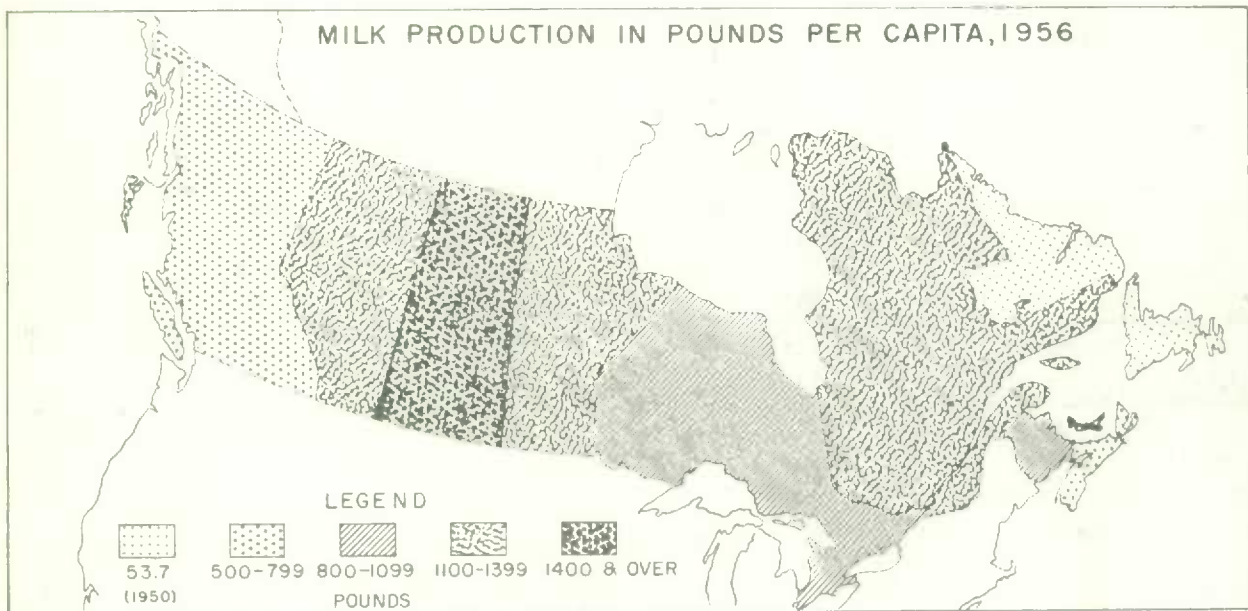 MILK PRODUCTION IN POUNDS PER CAPITA, 1956
LEGEND
53.7 500-799 800-1099 1100-1399 1400 & OVER
(1950) POUNDS